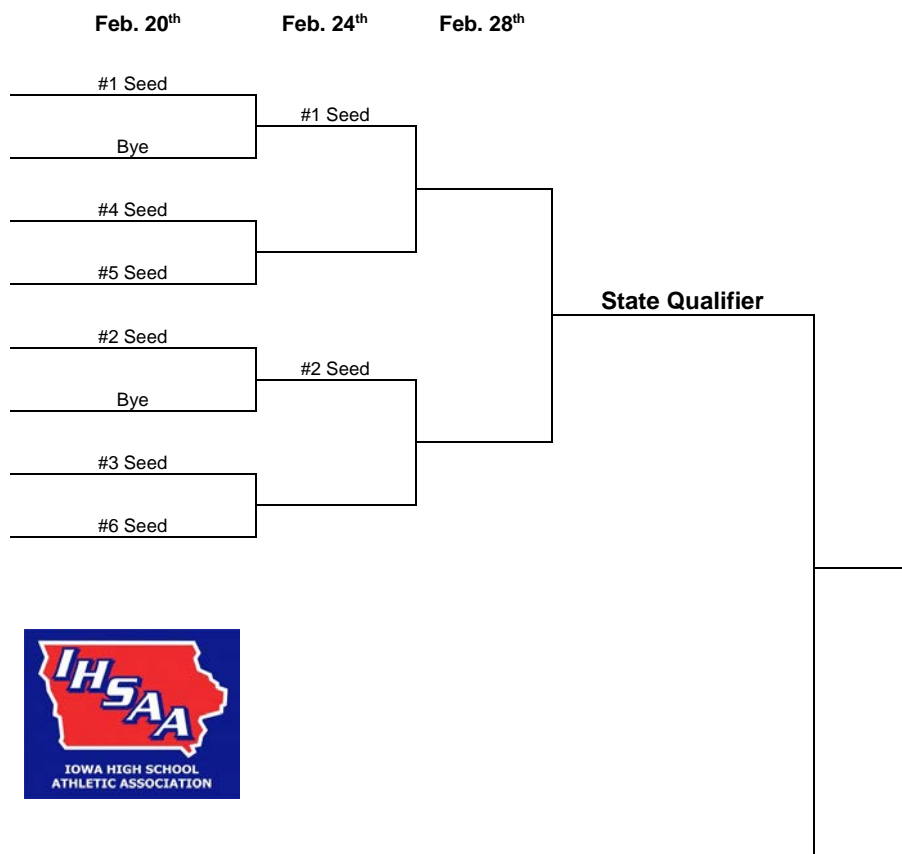 Feb. 20th Feb. 24th Feb. 28th
#1 Seed
#1 Seed
Bye
#4 Seed
#5 Seed
State Qualifier
#2 Seed
#2 Seed
Bye
#3 Seed
#6 Seed
IHSAA
IOWA HIGH SCHOOL
ATHLETIC ASSOCIATION